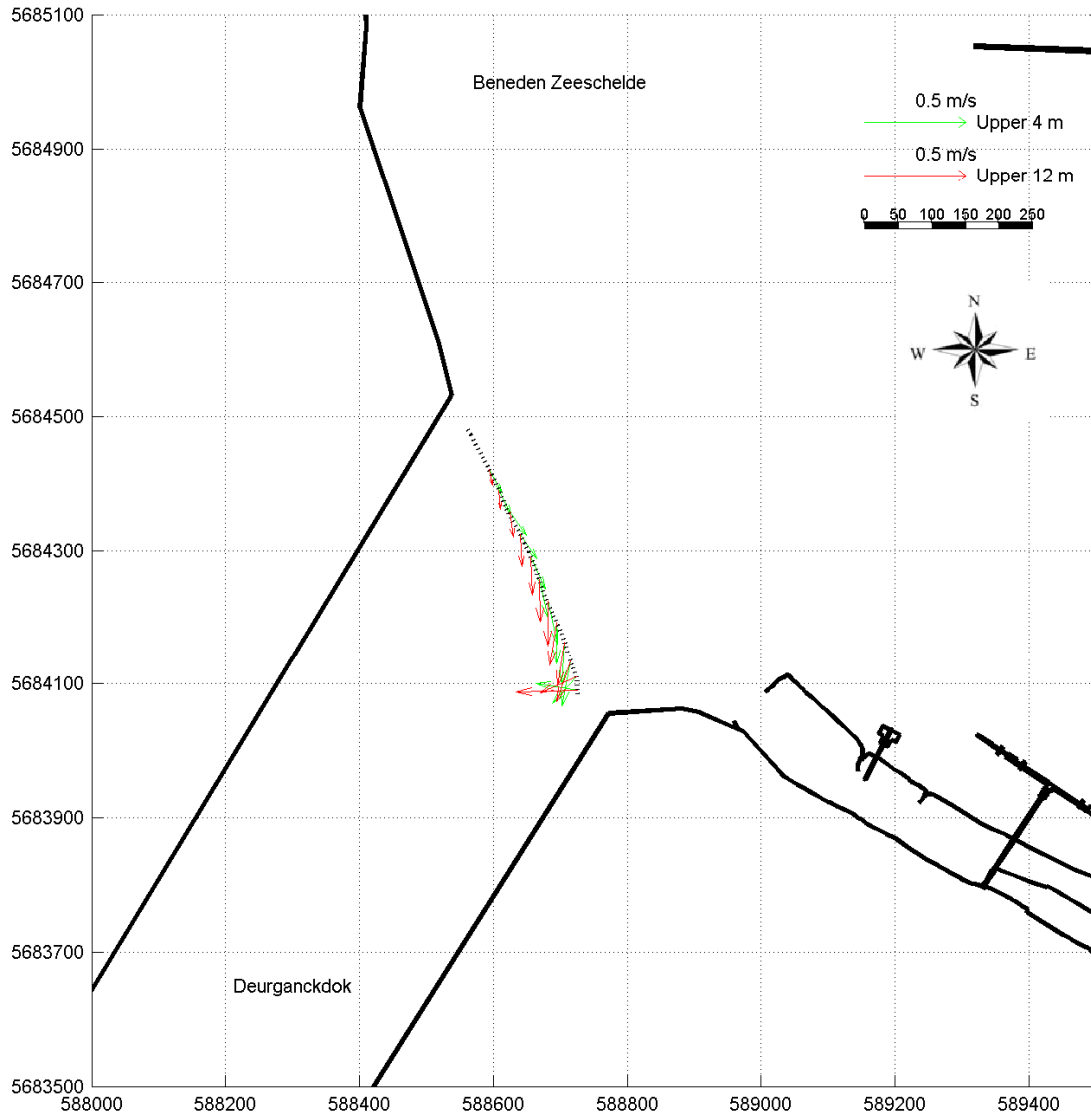 5685100
Beneden Zeeschelde
0.5 m/s
Upper 4 m
5684900
0.5 m/s
Upper 12 m
0 50 100 150 200 250
5684700
N
W E
S
5684500
5684300
5684100
5683900
5683700
Deurganckdok
5683500
588000 588200 588400 588600 588800 589000 589200 589400